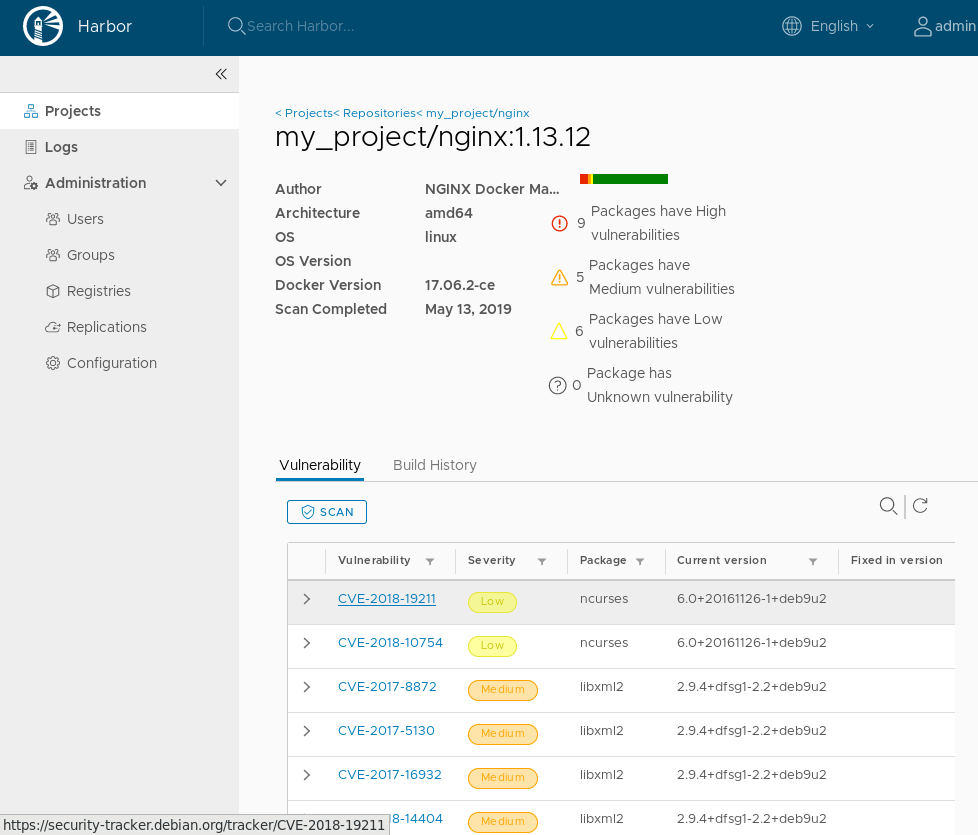 Harbor
Search Harbor...
English
admin
Projects
Logs
Administration
Users
Groups
Registries
Replications
Configuration
< Projects< Repositories< my_project/nginx
my_project/nginx:1.13.12
Author NGINX Docker Ma...
Architecture amd64
OS linux
OS Version
Docker Version 17.06.2-ce
Scan Completed May 13, 2019
9 Packages have High
vulnerabilities
5 Packages have
Medium vulnerabilities
6 Packages have Low
vulnerabilities
0 Package has
Unknown vulnerability
Vulnerability Build History
SCAN
Vulnerability Severity Package Current version Fixed in version
CVE-2018-19211 Low ncurses 6.0+20161126-1+deb9u2
CVE-2018-10754 Low ncurses 6.0+20161126-1+deb9u2
CVE-2017-8872 Medium libxml2 2.9.4+dfsg1-2.2+deb9u2
CVE-2017-5130 Medium libxml2 2.9.4+dfsg1-2.2+deb9u2
CVE-2017-16932 Medium libxml2 2.9.4+dfsg1-2.2+deb9u2
8-14404 Medium libxml2 2.9.4+dfsg1-2.2+deb9u2
https://security-tracker.debian.org/tracker/CVE-2018-19211